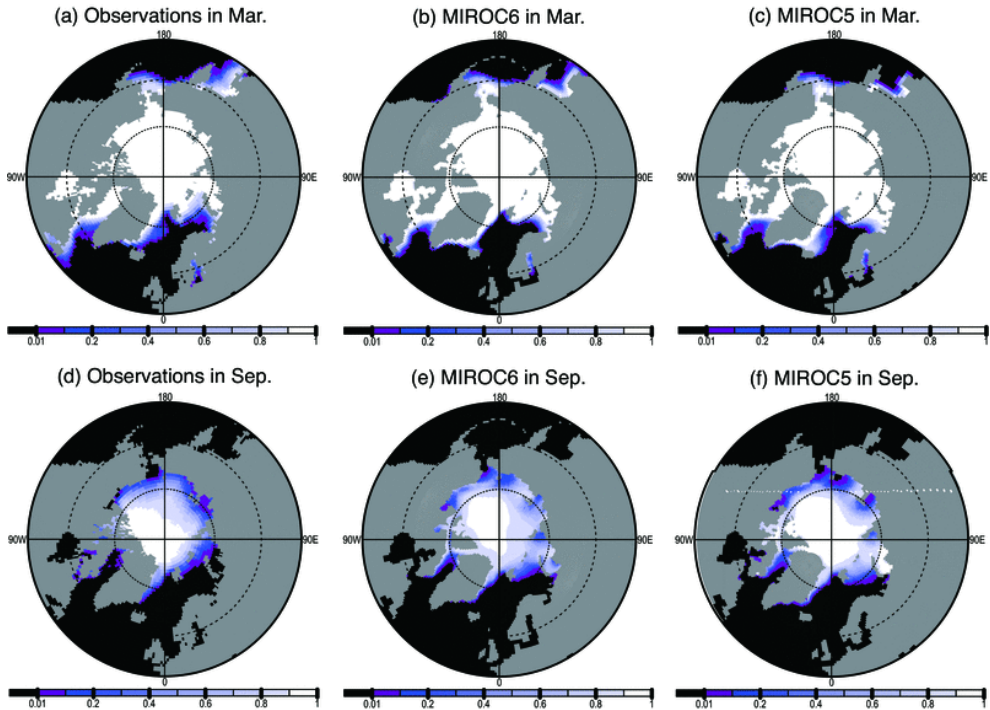 (a) Observations in Mar. (b) MIROC6 in Mar. (c) MIROC5 in Mar.
180 180 180
90W 90E 90W 90E 90W 90E
0 0 0
0.01 0.2 0.4 0.6 0.8 1 0.01 0.2 0.4 0.6 0.8 1 0.01 0.2 0.4 0.6 0.8 1
(d) Observations in Sep. (e) MIROC6 in Sep. (f) MIROC5 in Sep.
180 180 180
90W 90E 90W 90E 90W 90E
0 0 0
0.01 0.2 0.4 0.6 0.8 1 0.01 0.2 0.4 0.6 0.8 1 0.01 0.2 0.4 0.6 0.8 1